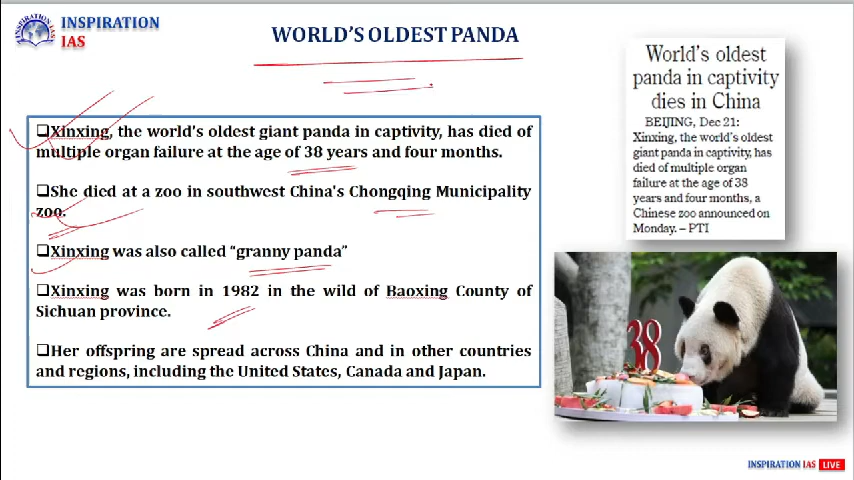 INSPIRATION IAS
INSPIRATION
IAS
WORLD'S OLDEST PANDA
❑Xinxing, the world's oldest giant panda in captivity, has died of
multiple organ failure at the age of 38 years and four months.
❑She died at a zoo in southwest China's Chongqing Municipality
zoo.
❑Xinxing was also called "granny panda"
❑Xinxing was born in 1982 in the wild of Baoxing County of
Sichuan province.
❑Her offspring are spread across China and in other countries
and regions, including the United States, Canada and Japan.
World's oldest
panda in captivity
dies in China
BEIJING, Dec 21:
Xinxing, the world's oldest
giant panda in captivity, has
died of multiple organ
failure at the age of 38
years and four months, a
Chinese zoo announced on
Monday. – PTI
38
INSPIRATION IAS LIVE